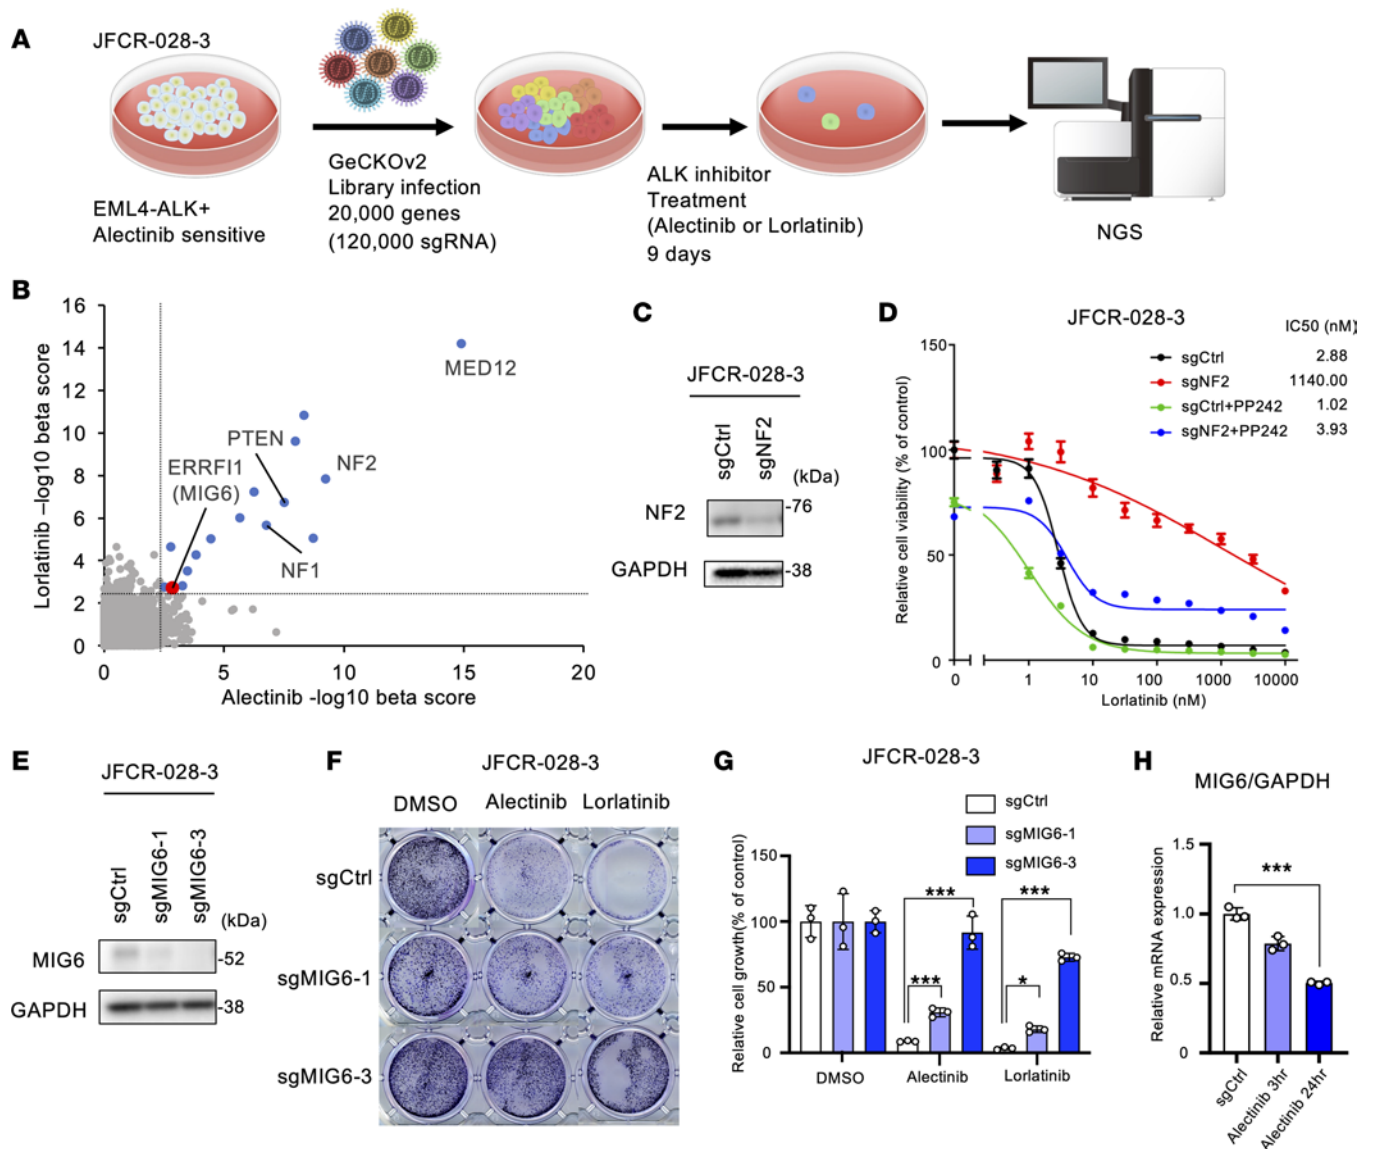 A
JFCR-028-3
EML4-ALK+
Alectinib sensitive
GeCKOv2
Library infection
20,000 genes
(120,000 sgRNA)
ALK inhibitor
Treatment
(Alectinib or Lorlatinib)
9 days
NGS
B
Lorlatinib –log10 beta score
16
14
12
10
8
6
4
2
0
0
5
10
15
20
Alectinib -log10 beta score
MED12
PTEN
NF2
ERRFI1
(MIG6)
NF1
C
JFCR-028-3
sgCtrl
sgNF2
(kDa)
NF2
-76
GAPDH
-38
D
JFCR-028-3
IC50 (nM)
sgCtrl 2.88
sgNF2 1140.00
sgCtrl+PP242 1.02
sgNF2+PP242 3.93
Relative cell viability (% of control)
150
100
50
0
0
1
10
100
1000
10000
Lorlatinib (nM)
E
JFCR-028-3
sgCtrl
sgMIG6-1
sgMIG6-3
(kDa)
MIG6
-52
GAPDH
-38
F
JFCR-028-3
DMSO Alectinib Lorlatinib
sgCtrl
sgMIG6-1
sgMIG6-3
G
JFCR-028-3
sgCtrl
sgMIG6-1
sgMIG6-3
Relative cell growth(% of control)
150
100
50
0
***
***
***
*
DMSO
Alectinib
Lorlatinib
H
MIG6/GAPDH
Relative mRNA expression
1.5
1.0
0.5
0
***
sgCtrl
Alectinib 3hr
Alectinib 24hr